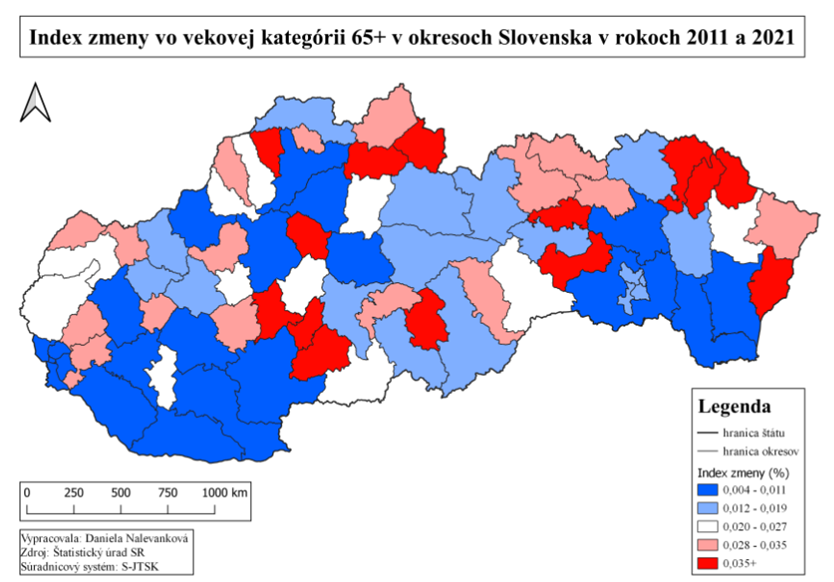 Index zmeny vo vekovej kategórii 65+ v okresoch Slovenska v rokoch 2011 a 2021
Legenda
hranica štátu
hranica okresov
Index zmeny (%)
0,004 - 0,011
0,012 - 0,019
0,020 - 0,027
0,028 - 0,035
0,035+
0 250 500 750 1000 km
Vypracovala: Daniela Nalevanková
Zdroj: Štatistický úrad SR
Súradnicový systém: S-JTSK